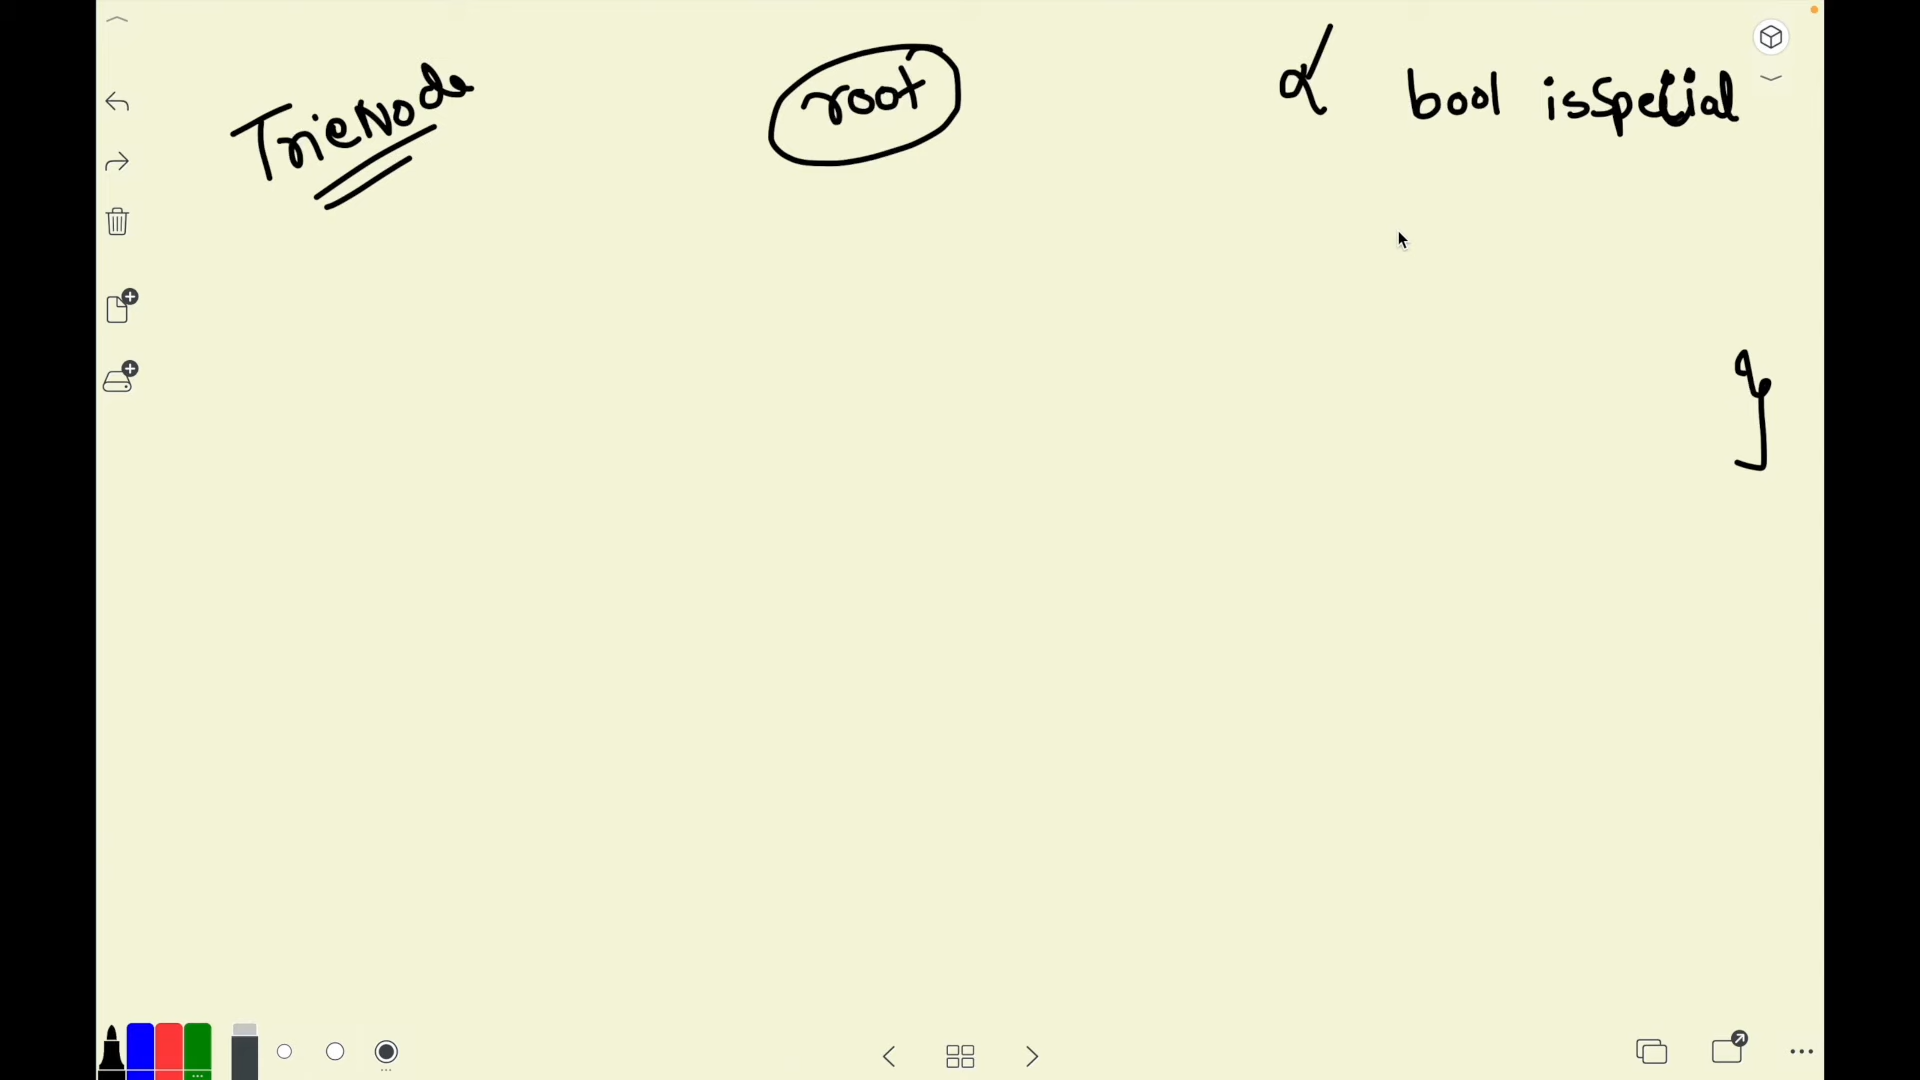 TrieNode
root
{ bool isSpecial
}